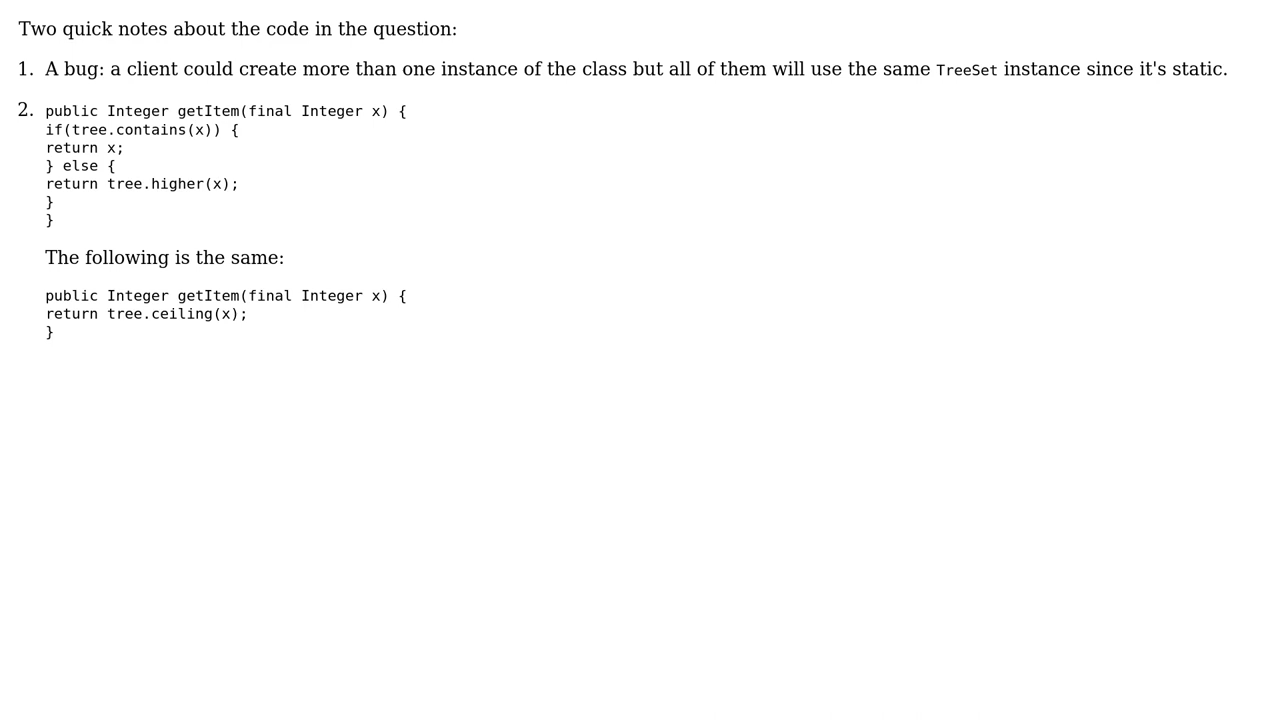 Two quick notes about the code in the question:
1. A bug: a client could create more than one instance of the class but all of them will use the same TreeSet instance since it's static.
2. public Integer getItem(final Integer x) {
if(tree.contains(x)) {
return x;
} else {
return tree.higher(x);
}
}
The following is the same:
public Integer getItem(final Integer x) {
return tree.ceiling(x);
}